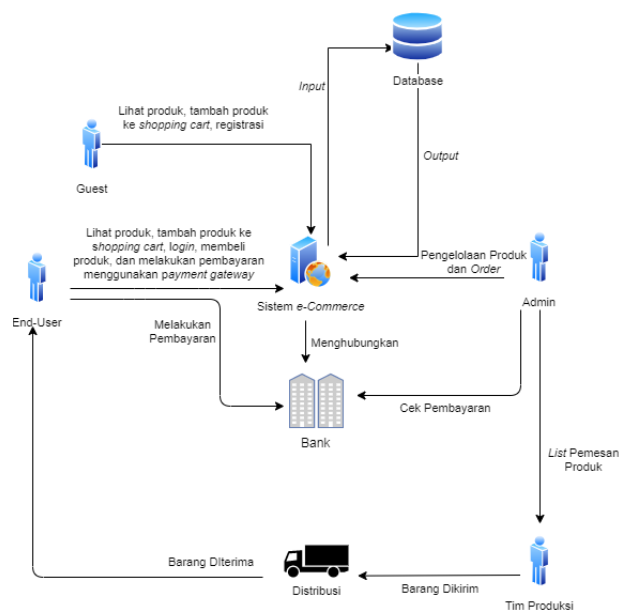 Database
Input
Lihat produk, tambah produk
ke shopping cart, registrasi
Output
Guest
Lihat produk, tambah produk ke
shopping cart, login, membeli
produk, dan melakukan pembayaran
menggunakan payment gateway
Pengelolaan Produk
dan Order
Sistem e-Commerce
Admin
End-User
Melakukan
Pembayaran
Menghubungkan
Cek Pembayaran
Bank
List Pemesan
Produk
Barang DIterima
Distribusi
Barang Dikirim
Tim Produksi